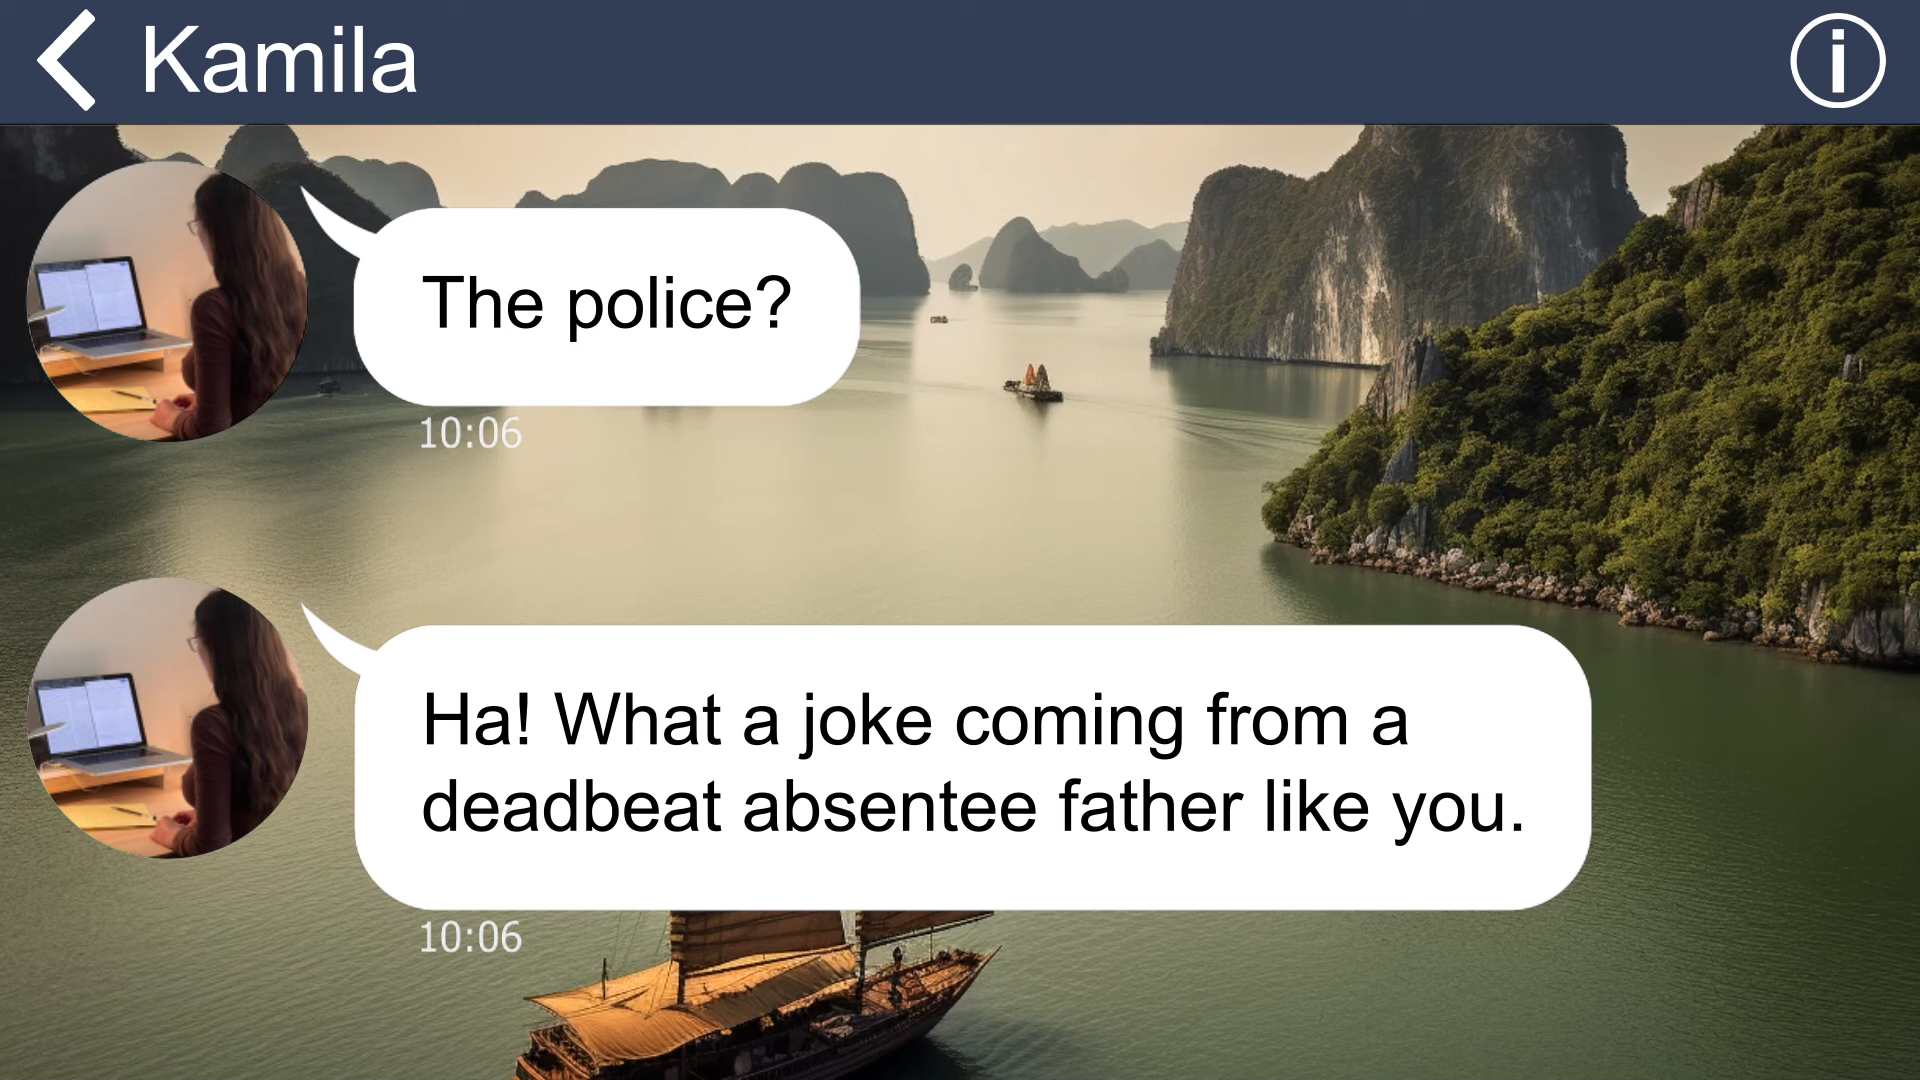 Kamila
The police?
10:06
Ha! What a joke coming from a
deadbeat absentee father like you.
10:06